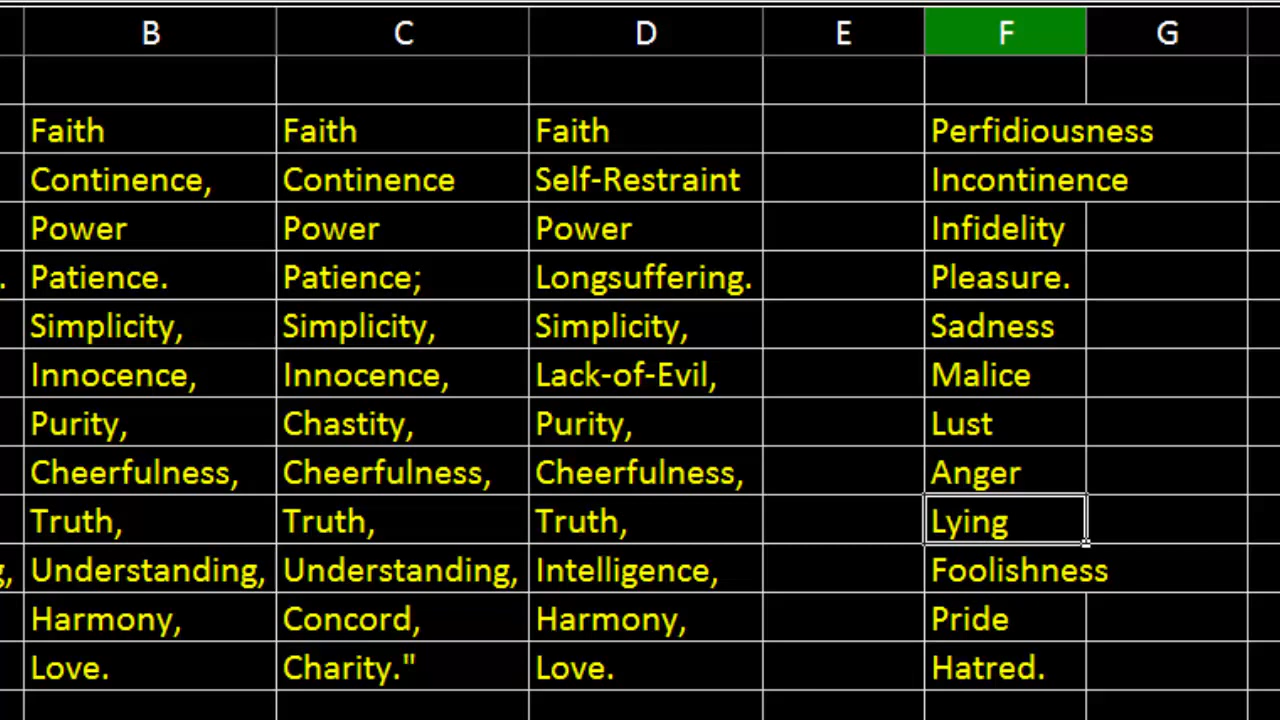 B C D E F G
Faith Faith Faith Perfidiousness
Continence, Continence Self-Restraint Incontinence
Power Power Power Infidelity
. Patience. Patience; Longsuffering. Pleasure.
Simplicity, Simplicity, Simplicity, Sadness
Innocence, Innocence, Lack-of-Evil, Malice
Purity, Chastity, Purity, Lust
Cheerfulness, Cheerfulness, Cheerfulness, Anger
Truth, Truth, Truth, Lying
g, Understanding, Understanding, Intelligence, Foolishness
Harmony, Concord, Harmony, Pride
Love. Charity." Love. Hatred.